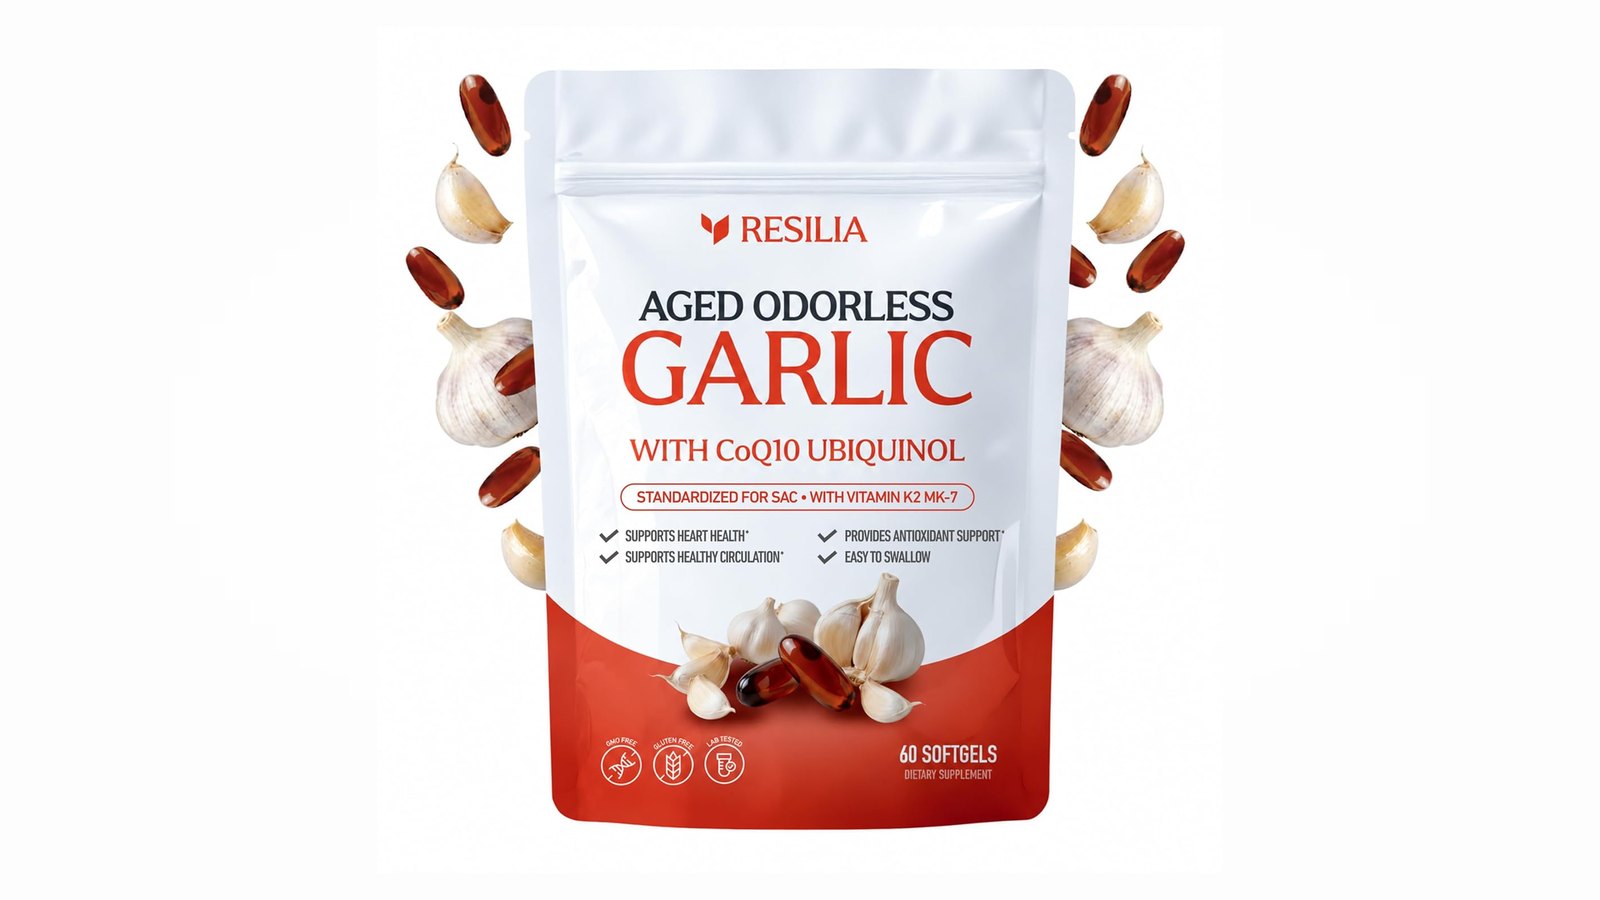 RESILIA
AGED ODORLESS
GARLIC
WITH CoQ10 UBIQUINOL
STANDARDIZED FOR SAC • WITH VITAMIN K2 MK-7
SUPPORTS HEART HEALTH*
SUPPORTS HEALTHY CIRCULATION*
PROVIDES ANTIOXIDANT SUPPORT*
EASY TO SWALLOW
GMO FREE
GLUTEN FREE
LAB TESTED
60 SOFTGELS
DIETARY SUPPLEMENT